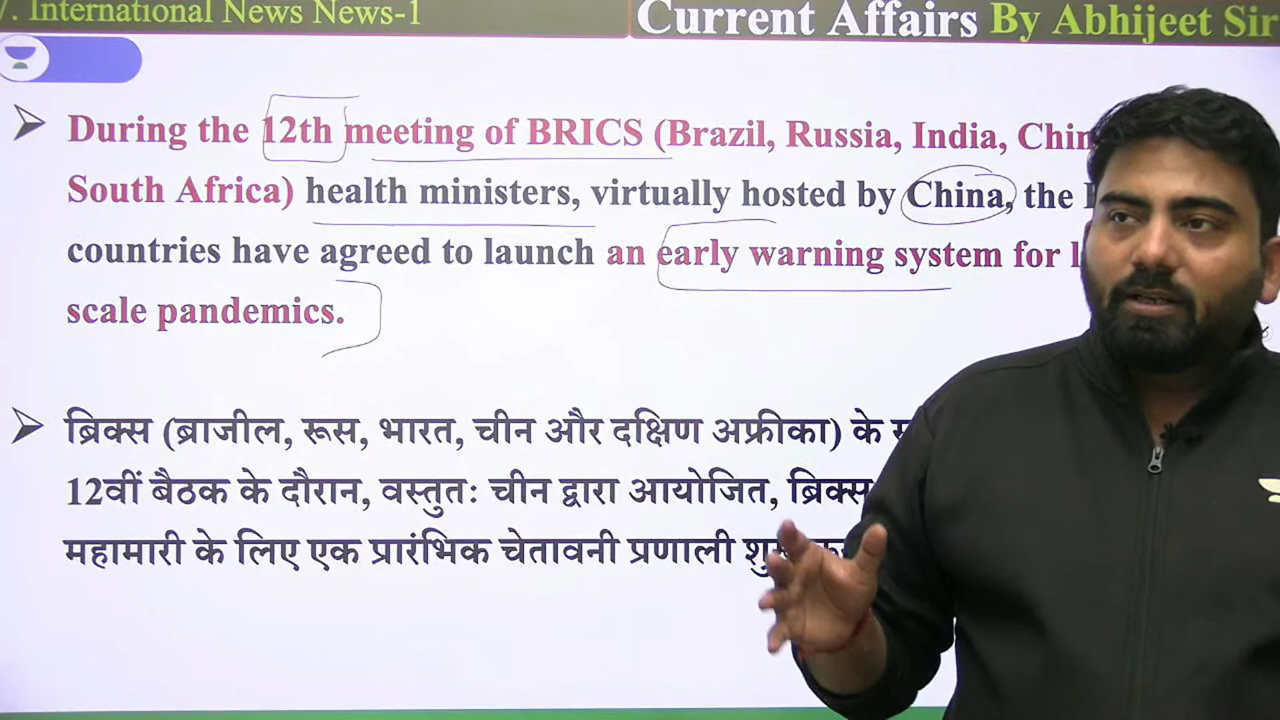 7. International News News-1
Current Affairs By Abhijeet Sir
During the 12th meeting of BRICS (Brazil, Russia, India,
South Africa) health ministers, virtually hosted by China, the
countries have agreed to launch an early warning system for
scale pandemics.
ब्रिक्स (ब्राजील, रूस, भारत, चीन और दक्षिण अफ्रीका) के
12वीं बैठक के दौरान, वस्तुतः चीन द्वारा आयोजित, ब्रिक्स
महामारी के लिए एक प्रारंभिक चेतावनी प्रणाली